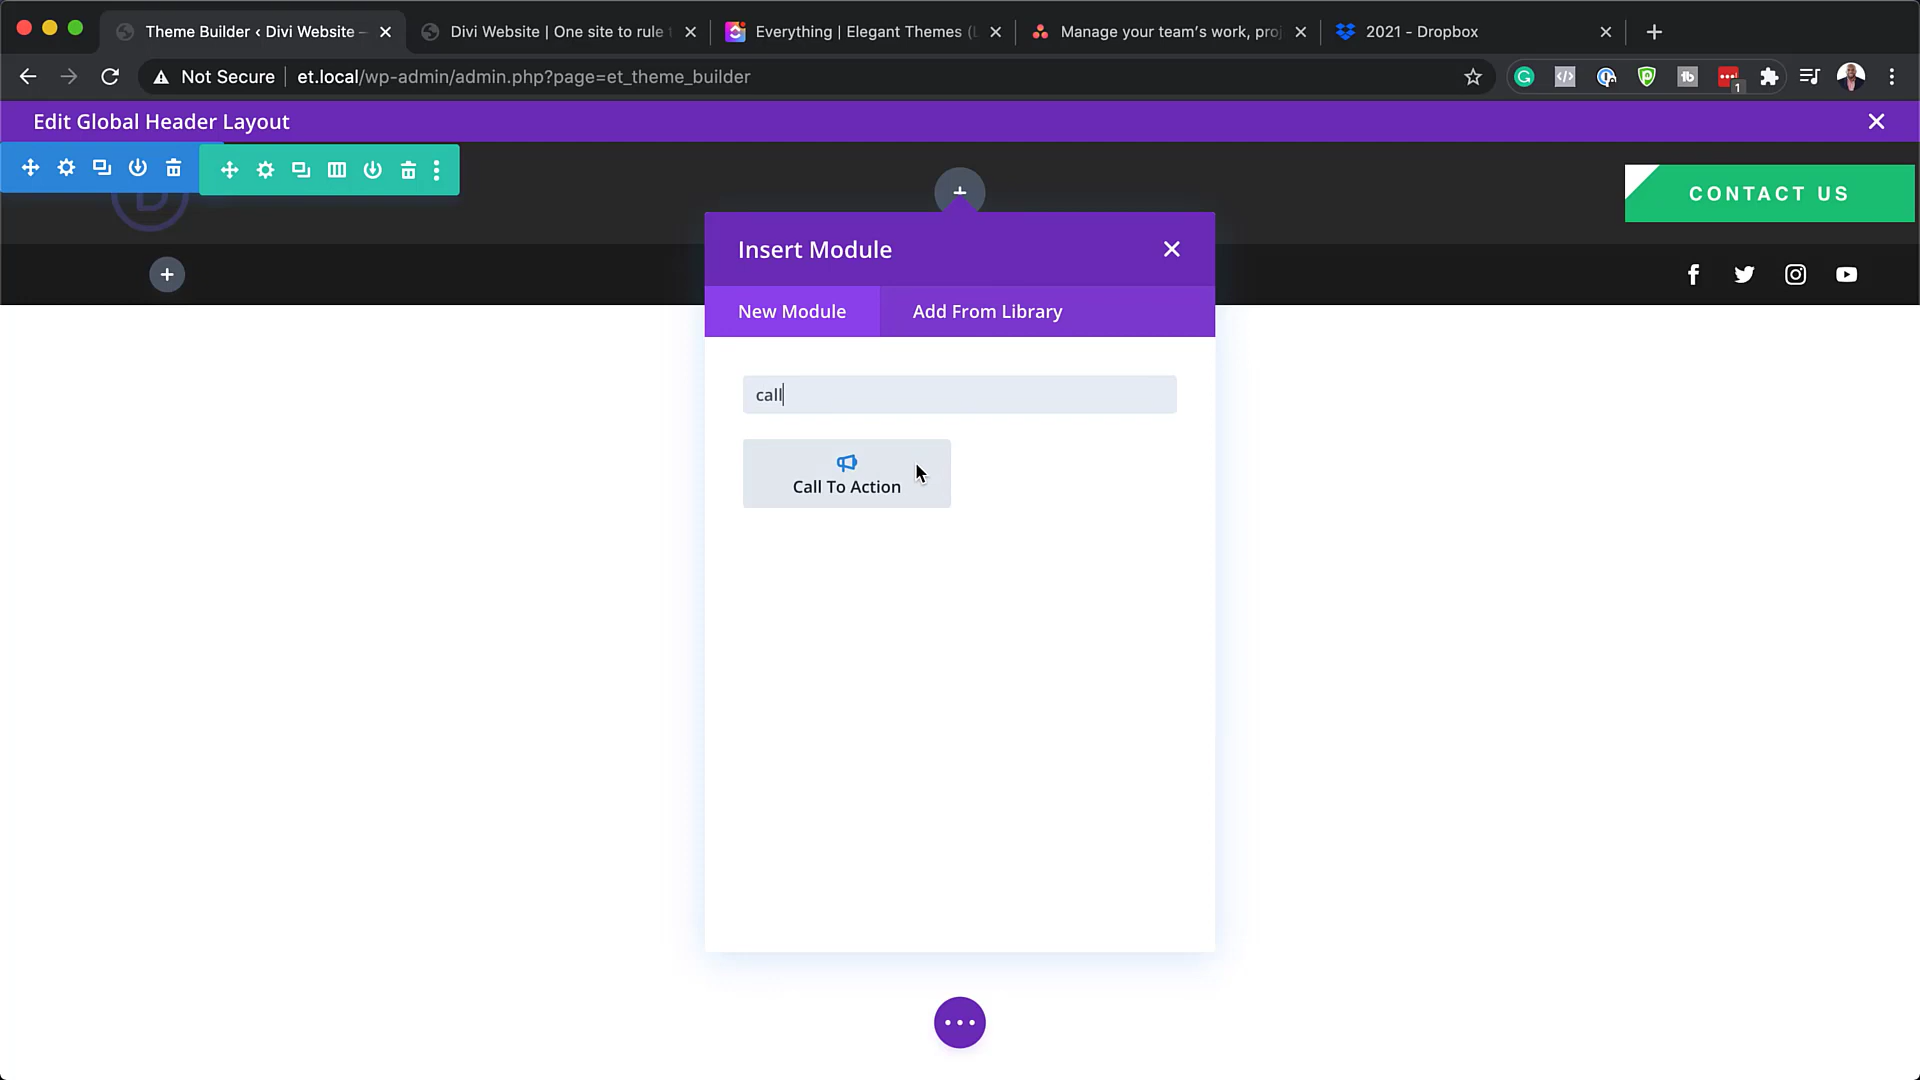 Theme Builder ‹ Divi Website –
Divi Website | One site to rule
Everything | Elegant Themes (
Manage your team's work, proj
2021 - Dropbox
Not Secure
et.local/wp-admin/admin.php?page=et_theme_builder
1
Edit Global Header Layout
D
CONTACT US
Insert Module
New Module
Add From Library
call
Call To Action